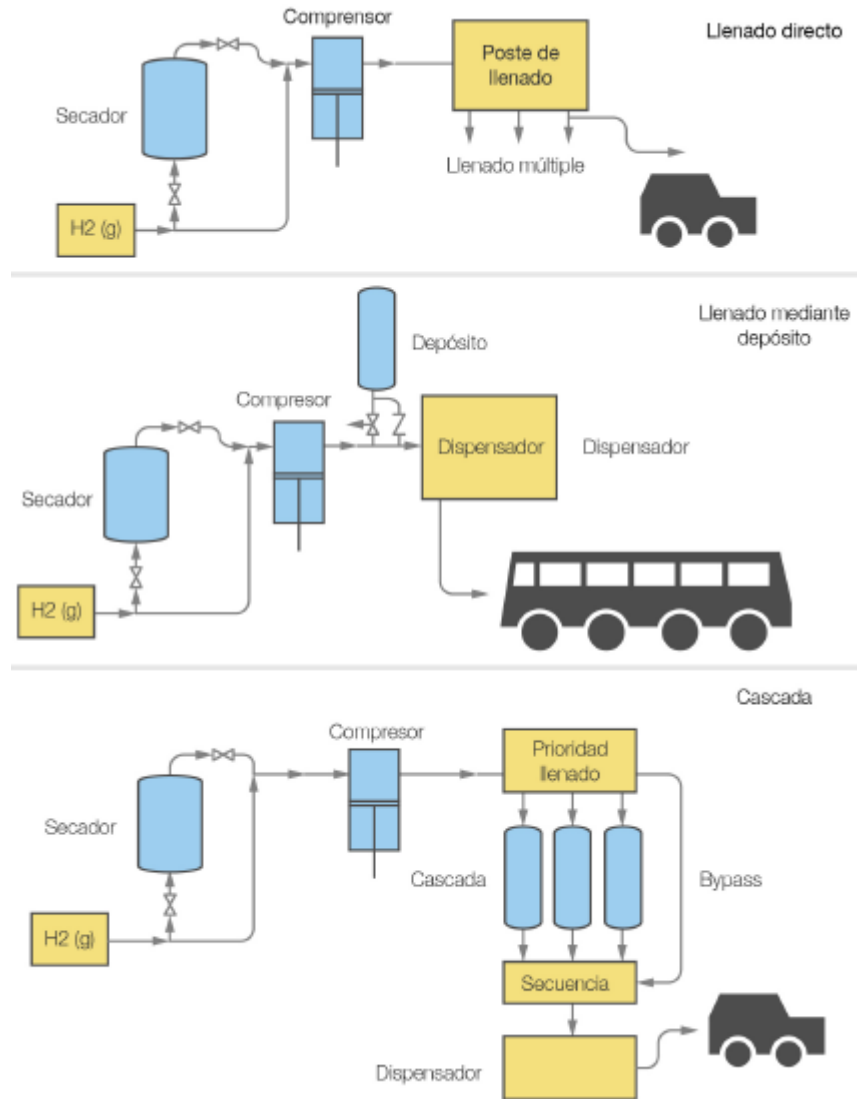 Comprensor
Llenado directo
Poste de
llenado
Secador
Llenado múltiple
H2 (g)
Llenado mediante
depósito
Depósito
Compresor
Dispensador
Dispensador
Secador
H2 (g)
Cascada
Compresor
Prioridad
llenado
Secador
Cascada
Bypass
H2 (g)
Secuencia
Dispensador